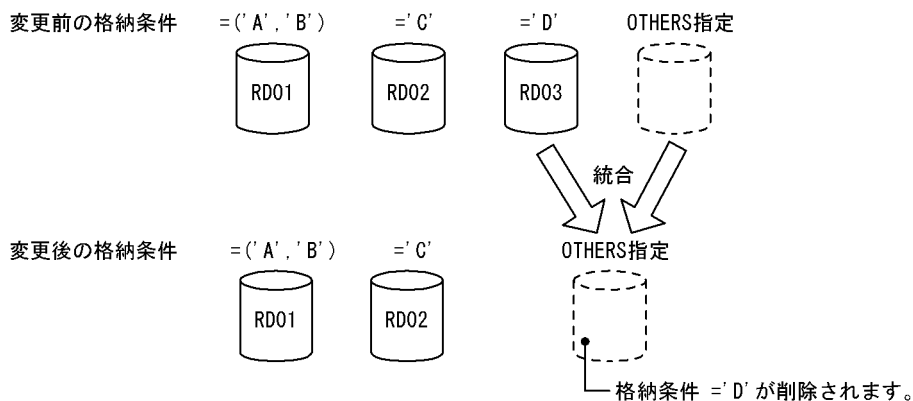 変更前の格納条件 =('A','B') ='C' ='D' OTHERS指定
RD01 RD02 RD03
統合
変更後の格納条件 =('A','B') ='C' OTHERS指定
RD01 RD02
格納条件 ='D'が削除されます。